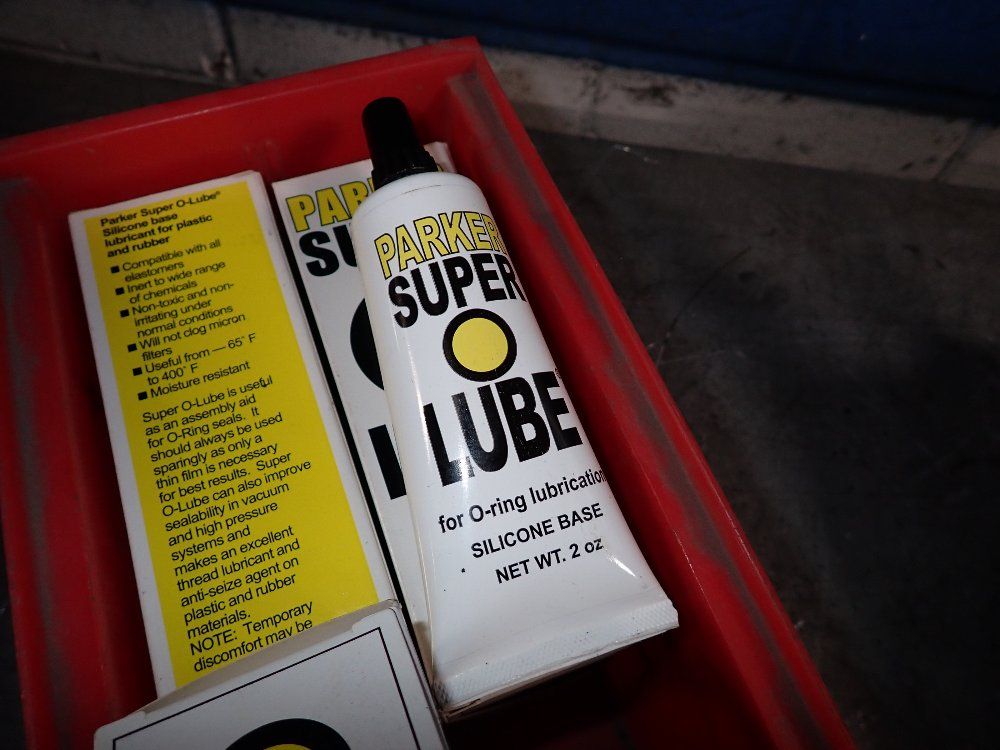 Parker Super O-Lube®
Silicone base
lubricant for plastic
and rubber
■ Compatible with all
elastomers
■ Inert to wide range
of chemicals
■ Non-toxic and non-
irritating under
normal conditions
■ Will not clog micron
filters
■ Useful from — 65° F
to 400° F
■ Moisture resistant
Super O-Lube is useful
as an assembly aid
for O-Ring seals. It
should always be used
sparingly as only a
thin film is necessary
for best results. Super
O-Lube can also improve
sealability in vacuum
and high pressure
systems and
makes an excellent
thread lubricant and
anti-seize agent on
plastic and rubber
materials.
NOTE: Temporary
discomfort may be
PAR
SU
L
PARKER
SUPER
O
LUBE
for O-ring lubrication
SILICONE BASE
NET WT. 2 oz